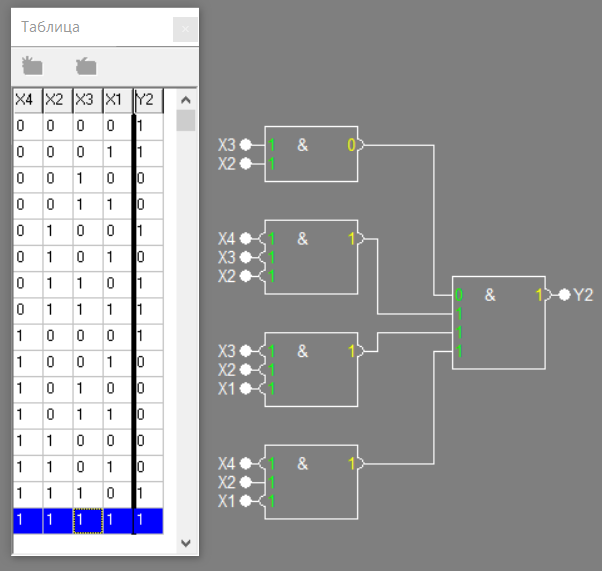 Таблица
X4 X2 X3 X1 Y2
0 0 0 0 1
0 0 0 1 1
0 0 1 0 0
0 0 1 1 0
0 1 0 0 1
0 1 0 1 0
0 1 1 0 1
0 1 1 1 1
1 0 0 0 1
1 0 0 1 0
1 0 1 0 0
1 0 1 1 0
1 1 0 0 0
1 1 0 1 0
1 1 1 0 1
1 1 1 1 1
X3 1 & 0
X2 1
X4 1 & 1
X3 1
X2 1
X3 1 & 1
X2 1
X1 1
X4 1 & 1
X2 1
X1 1
0 & 1 Y2
1
1
1